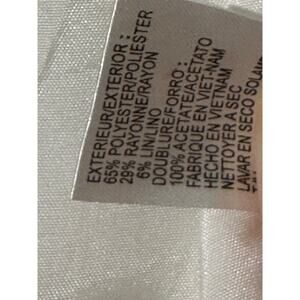 EXTERIEUR/EXTERIOR :
65% POLYESTER/POLIESTER
29% RAYONNE/RAYON
6% LIN/LINO
DOUBLURE/FORRO :
100% ACETATE/ACETATO
FABRIQUE EN VIET-NAM
HECHO EN VIETNAM
NETTOYER A SEC
LAVAR EN SECO SOLAM